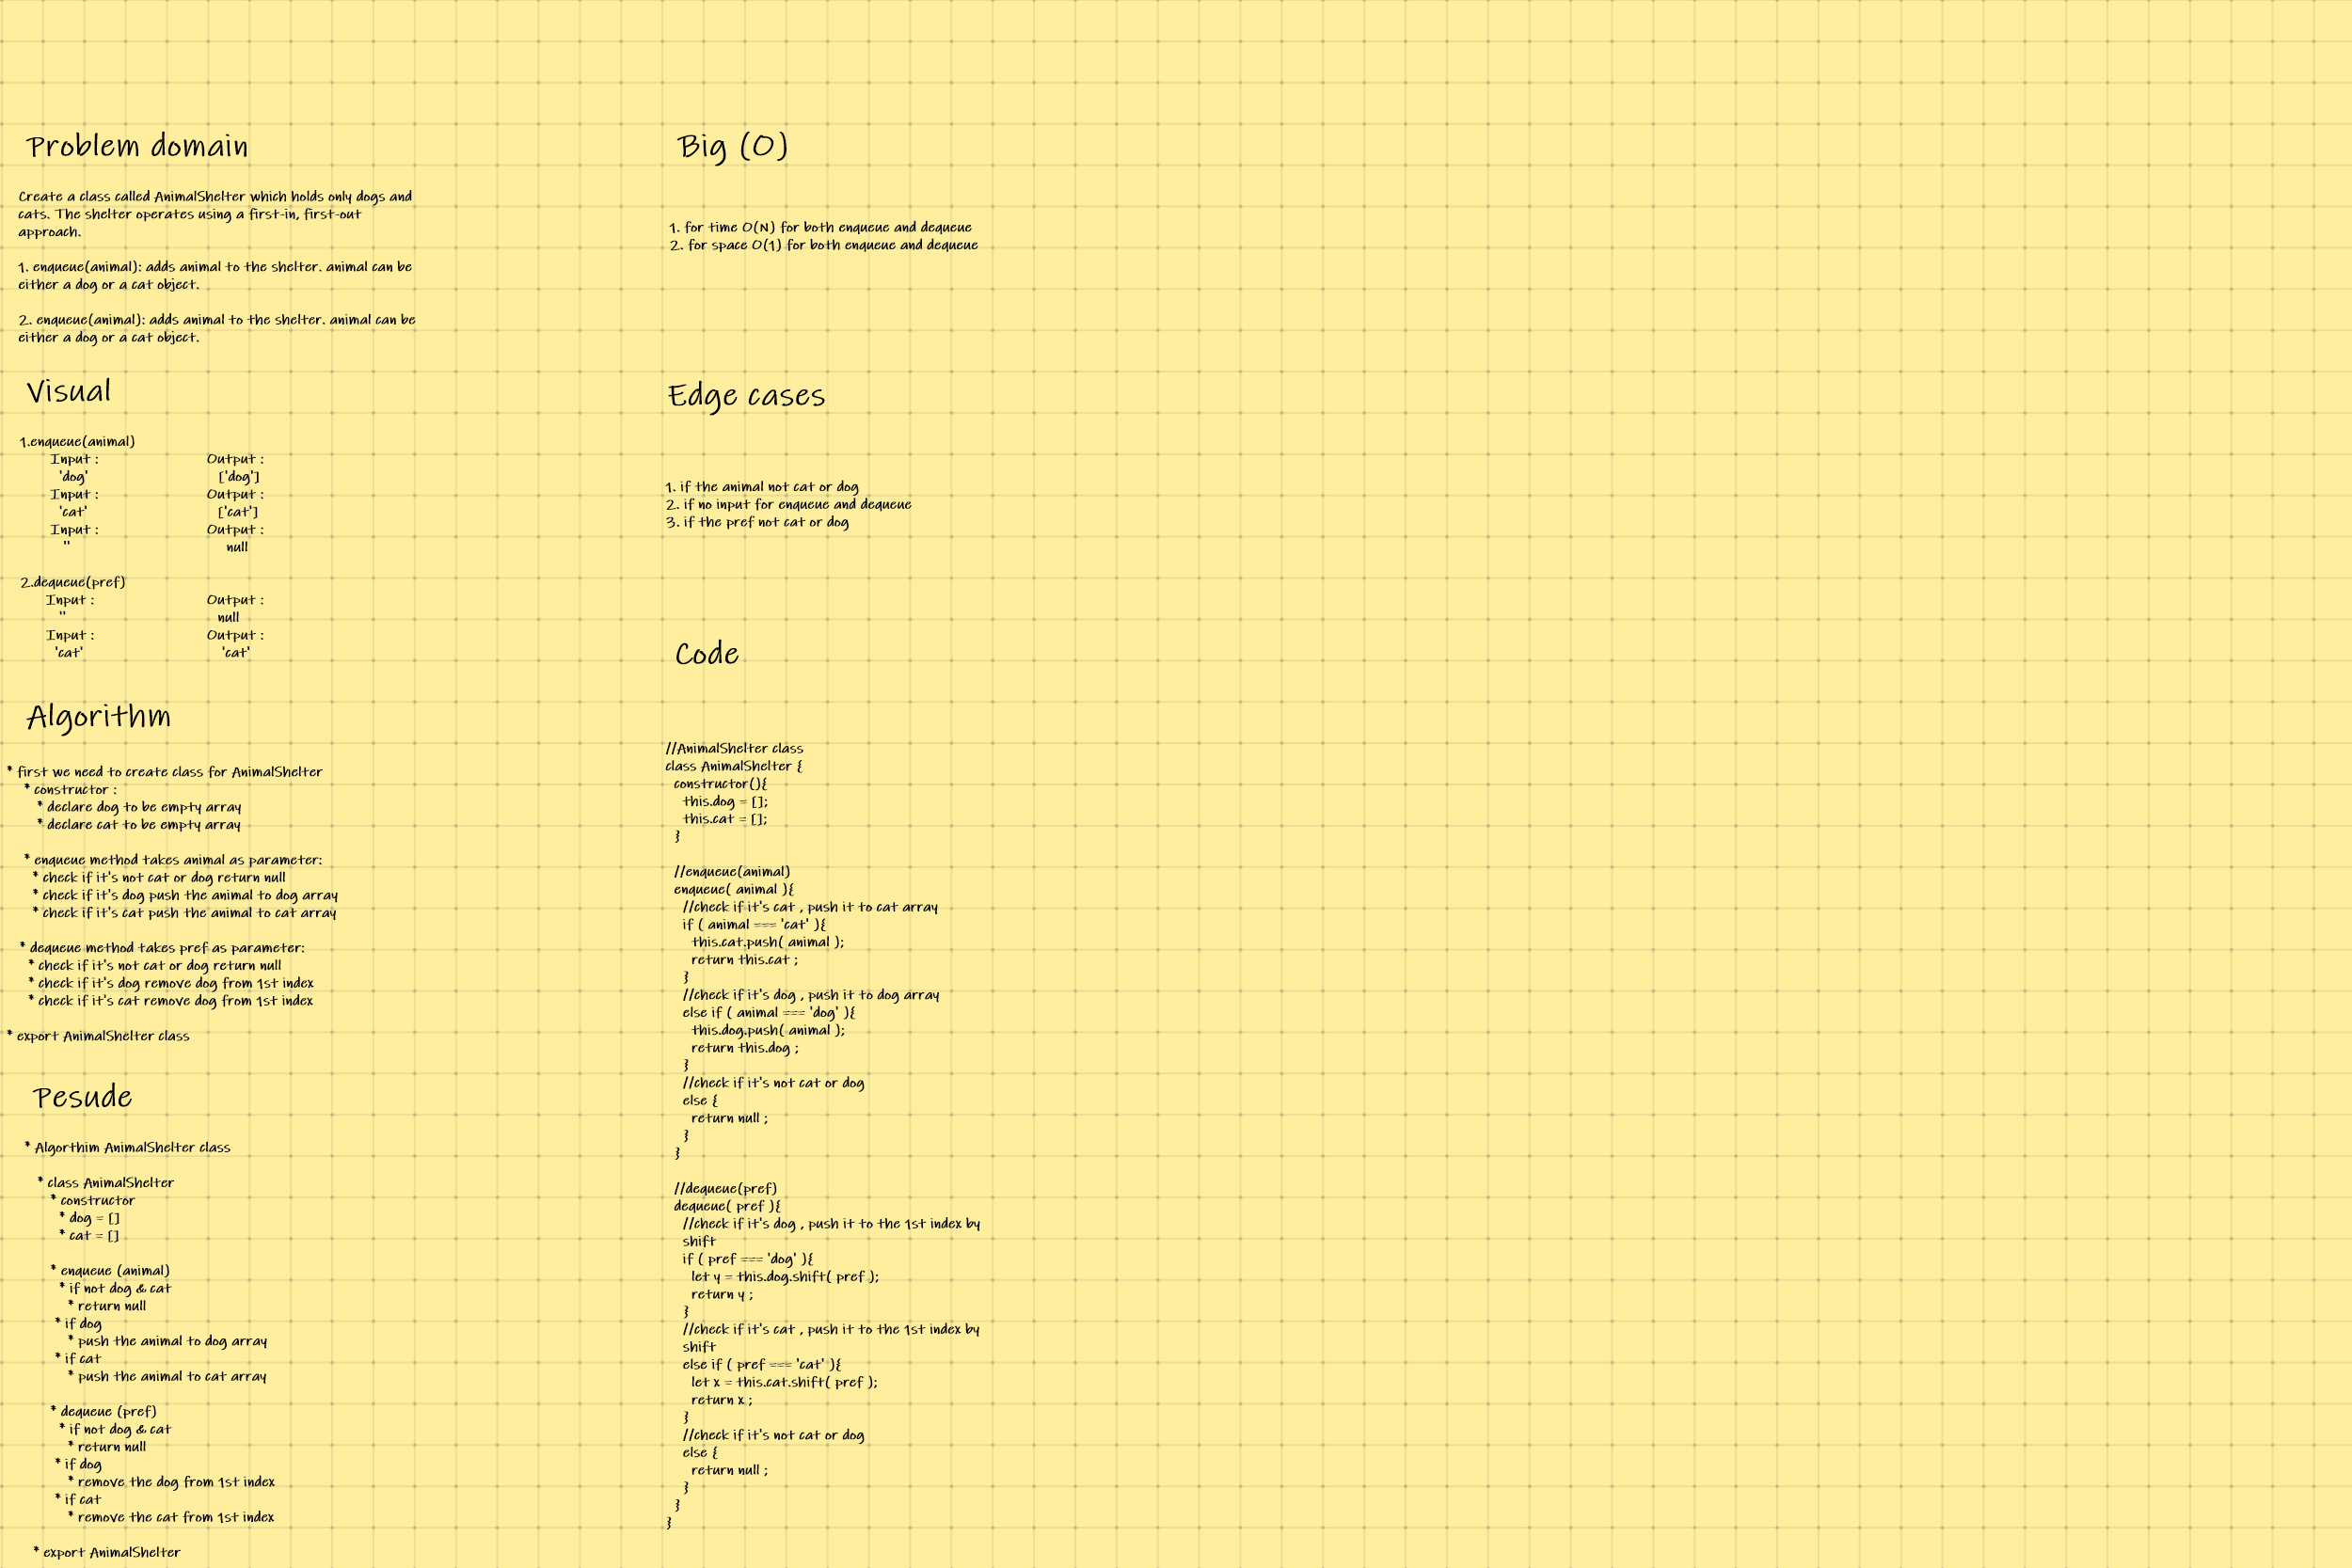 Problem domain
Create a class called AnimalShelter which holds only dogs and
cats. The shelter operates using a first-in, first-out
approach.
1. enqueue(animal): adds animal to the shelter. animal can be
either a dog or a cat object.
2. enqueue(animal): adds animal to the shelter. animal can be
either a dog or a cat object.
Visual
1.enqueue(animal)
Input : Output :
'dog' ['dog']
Input : Output :
'cat' ['cat']
Input : Output :
'' null
2.dequeue(pref)
Input : Output :
'' null
Input : Output :
'cat' 'cat'
Algorithm
* first we need to create class for AnimalShelter
* constructor :
* declare dog to be empty array
* declare cat to be empty array
* enqueue method takes animal as parameter:
* check if it's not cat or dog return null
* check if it's dog push the animal to dog array
* check if it's cat push the animal to cat array
* dequeue method takes pref as parameter:
* check if it's not cat or dog return null
* check if it's dog remove dog from 1st index
* check if it's cat remove dog from 1st index
* export AnimalShelter class
Pesude
* Algorthim AnimalShelter class
* class AnimalShelter
* constructor
* dog = []
* cat = []
* enqueue (animal)
* if not dog & cat
* return null
* if dog
* push the animal to dog array
* if cat
* push the animal to cat array
* dequeue (pref)
* if not dog & cat
* return null
* if dog
* remove the dog from 1st index
* if cat
* remove the cat from 1st index
* export AnimalShelter
Big (O)
1. for time O(N) for both enqueue and dequeue
2. for space O(1) for both enqueue and dequeue
Edge cases
1. if the animal not cat or dog
2. if no input for enqueue and dequeue
3. if the pref not cat or dog
Code
//AnimalShelter class
class AnimalShelter {
constructor(){
this.dog = [];
this.cat = [];
}
//enqueue(animal)
enqueue( animal ){
//check if it's cat , push it to cat array
if ( animal === 'cat' ){
this.cat.push( animal );
return this.cat ;
}
//check if it's dog , push it to dog array
else if ( animal === 'dog' ){
this.dog.push( animal );
return this.dog ;
}
//check if it's not cat or dog
else {
return null ;
}
}
//dequeue(pref)
dequeue( pref ){
//check if it's dog , push it to the 1st index by
shift
if ( pref === 'dog' ){
let y = this.dog.shift( pref );
return y ;
}
//check if it's cat , push it to the 1st index by
shift
else if ( pref === 'cat' ){
let x = this.cat.shift( pref );
return x ;
}
//check if it's not cat or dog
else {
return null ;
}
}
}